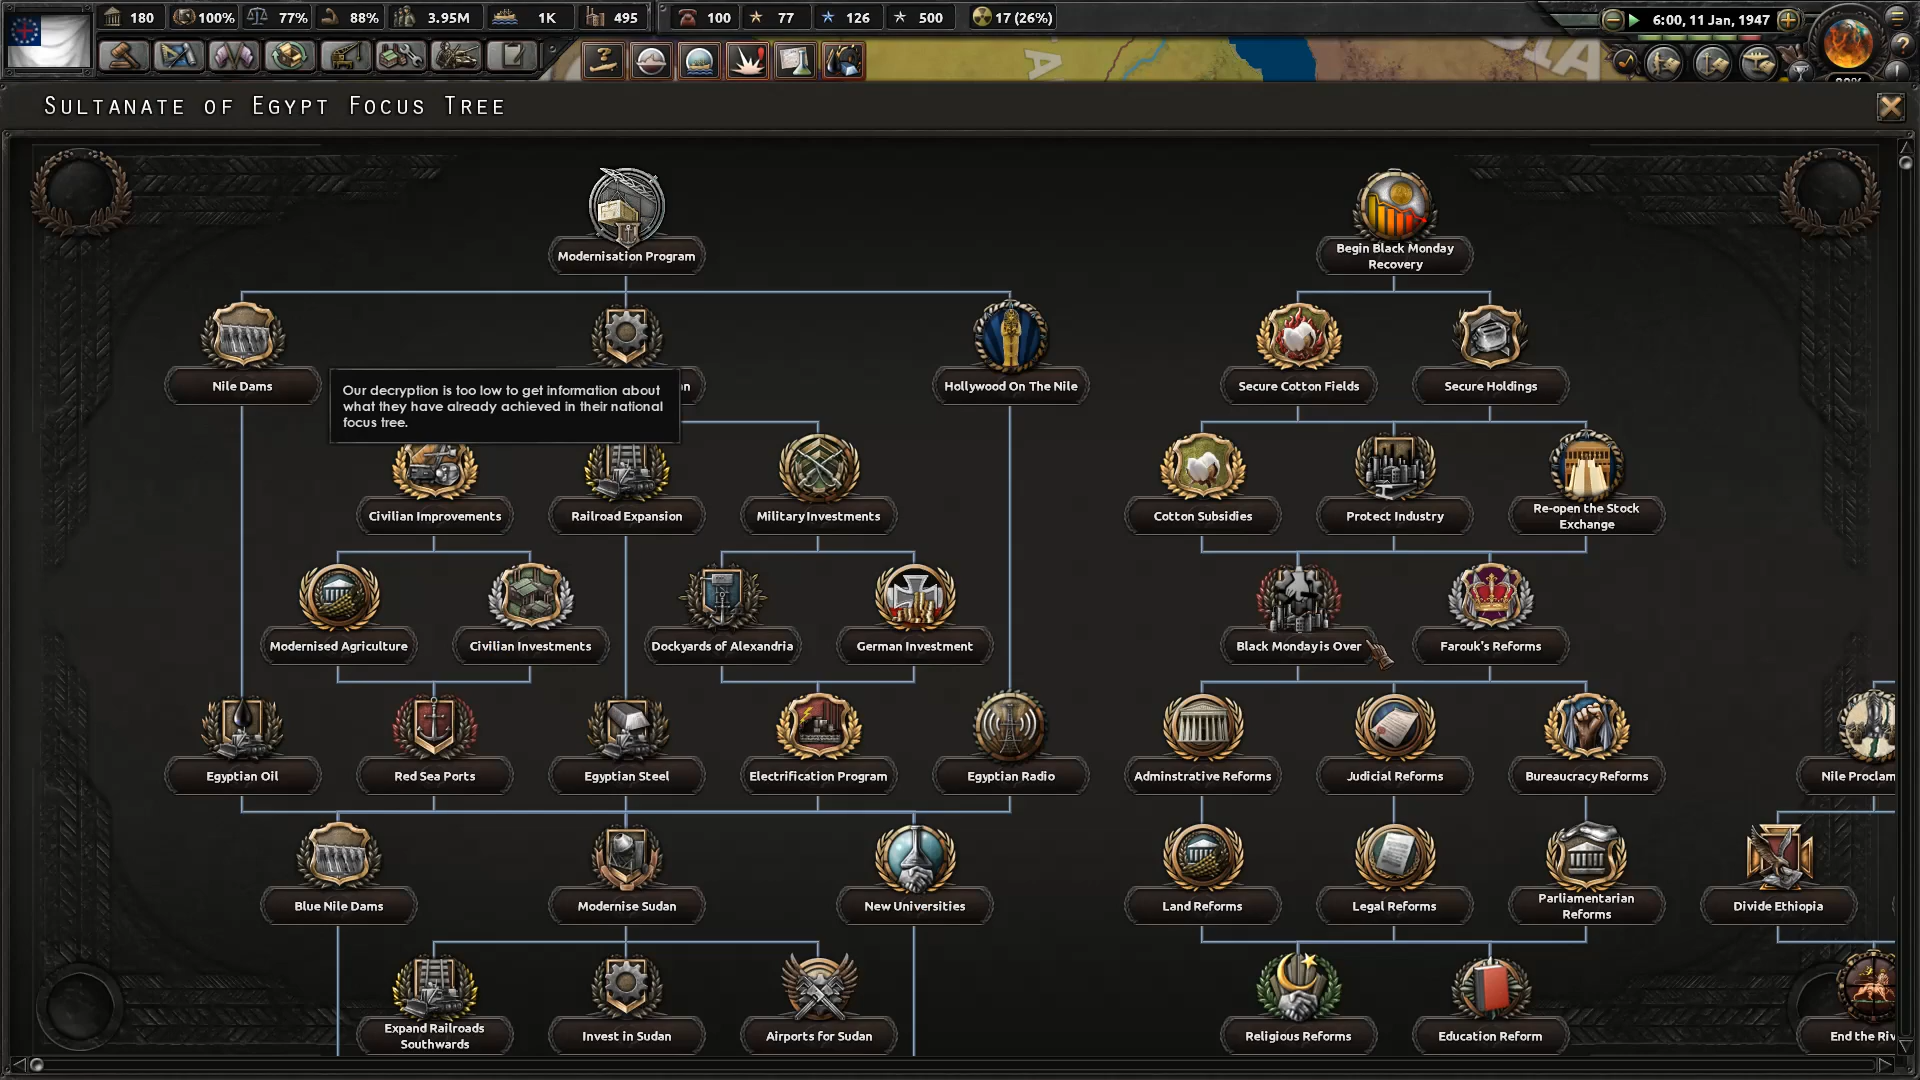 180
100%
77%
88%
3.95M
1K
495
100
77
126
500
17 (26%)
6:00, 11 Jan, 1947
Sultanate of Egypt Focus Tree
Modernisation Program
Begin Black Monday
Recovery
Nile Dams
Hollywood On The Nile
Secure Cotton Fields
Secure Holdings
Our decryption is too low to get information about
what they have already achieved in their national
focus tree.
Civilian Improvements
Railroad Expansion
Military Investments
Cotton Subsidies
Protect Industry
Re-open the Stock
Exchange
Modernised Agriculture
Civilian Investments
Dockyards of Alexandria
German Investment
Black Monday is Over
Farouk's Reforms
Egyptian Oil
Red Sea Ports
Egyptian Steel
Electrification Program
Egyptian Radio
Adminstrative Reforms
Judicial Reforms
Bureaucracy Reforms
Nile Proclam
Blue Nile Dams
Modernise Sudan
New Universities
Land Reforms
Legal Reforms
Parliamentarian
Reforms
Divide Ethiopia
Expand Railroads
Southwards
Invest in Sudan
Airports for Sudan
Religious Reforms
Education Reform
End the Riv